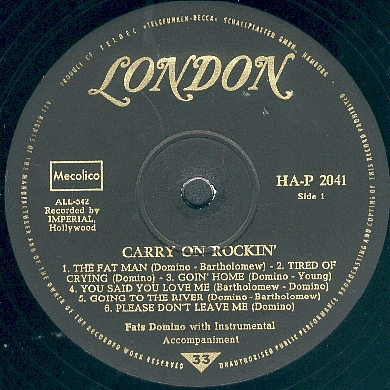 PRODUCT OF TELDEC »TELEFUNKEN-DECCA« SCHALLPLATTEN GMBH, HAMBURG
LONDON
Mecolico
HA-P 2041
Side 1
ALL-542
Recorded by
IMPERIAL,
Hollywood
CARRY ON ROCKIN'
1. THE FAT MAN (Domino - Bartholomew) - 2. TIRED OF
CRYING (Domino) - 3. GOIN' HOME (Domino - Young)
4. YOU SAID YOU LOVE ME (Bartholomew - Domino)
5. GOING TO THE RIVER (Domino - Bartholomew)
6. PLEASE DON'T LEAVE ME (Domino)
Fats Domino with Instrumental
Accompaniment
33
ALL RIGHTS OF THE MANUFACTURER AND OF THE OWNER OF THE RECORDED WORK RESERVED
UNAUTHORISED PUBLIC PERFORMANCE, BROADCASTING AND COPYING OF THIS RECORD PROHIBITED